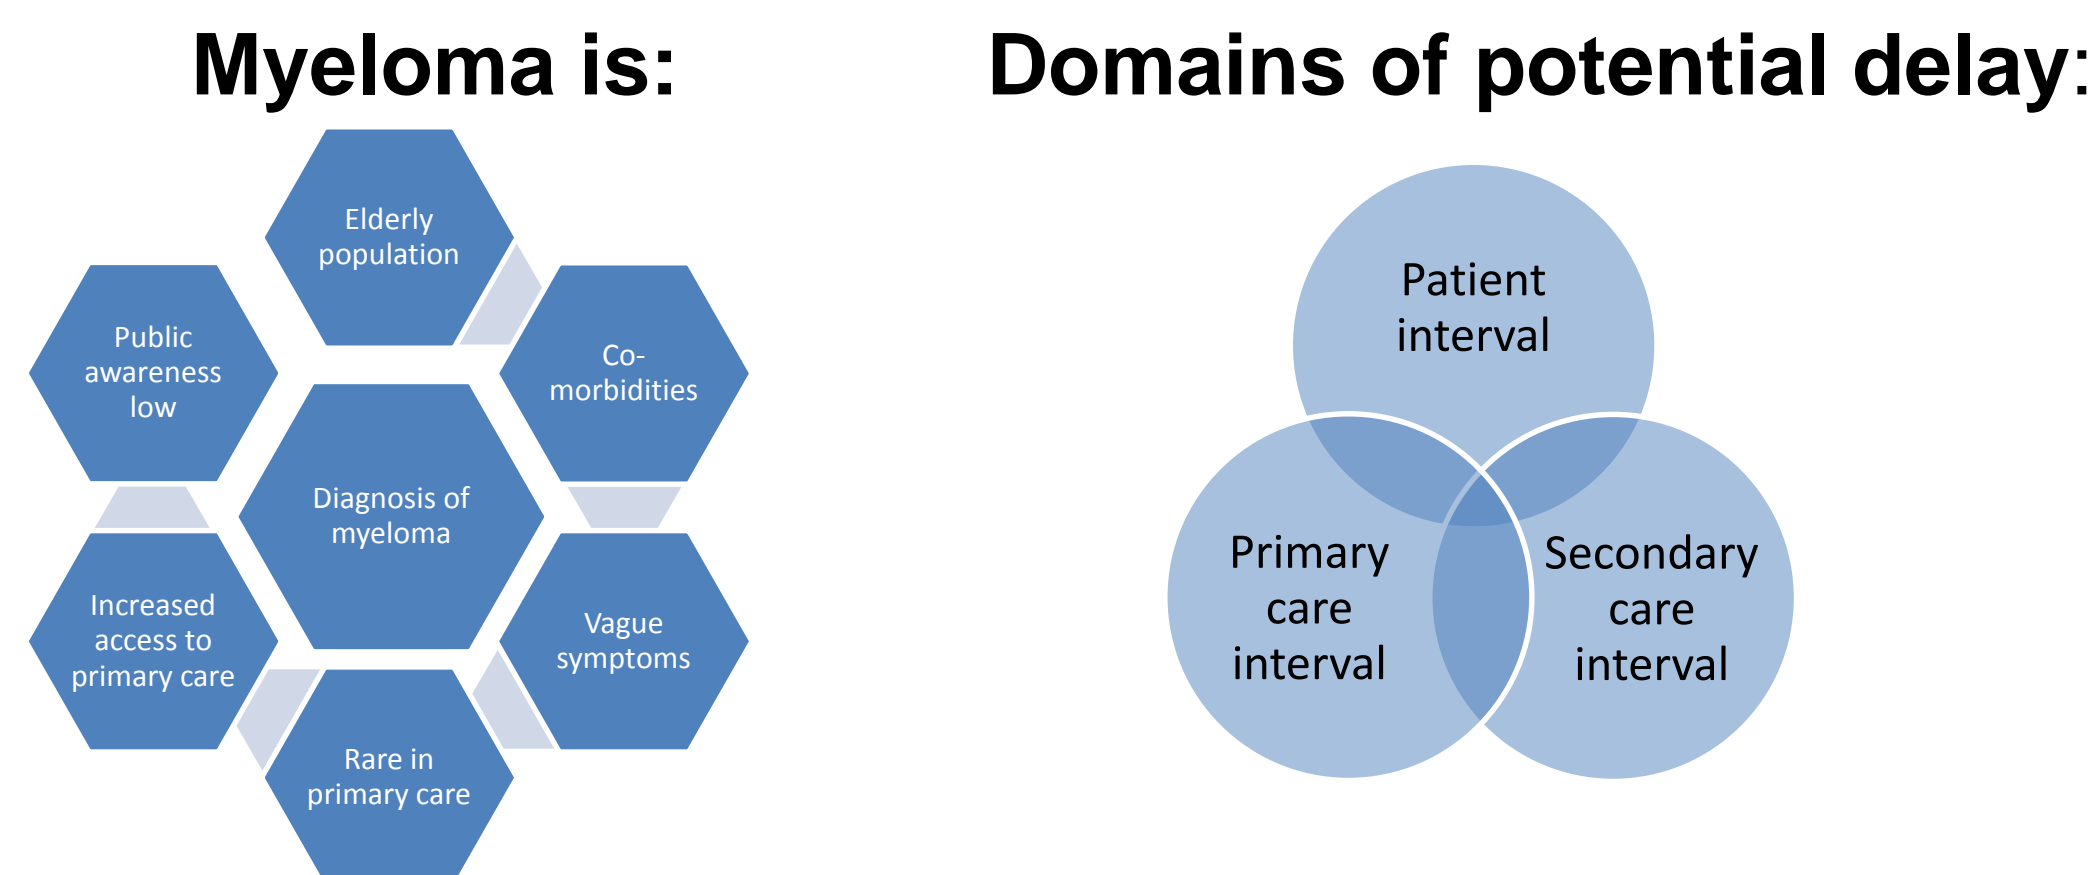 Myeloma is:
Elderly
population
Co-
morbidities
Vague
symptoms
Rare in
primary care
Increased
access to
primary care
Public
awareness
low
Diagnosis of
myeloma
Domains of potential delay:
Patient
interval
Primary
care
interval
Secondary
care
interval